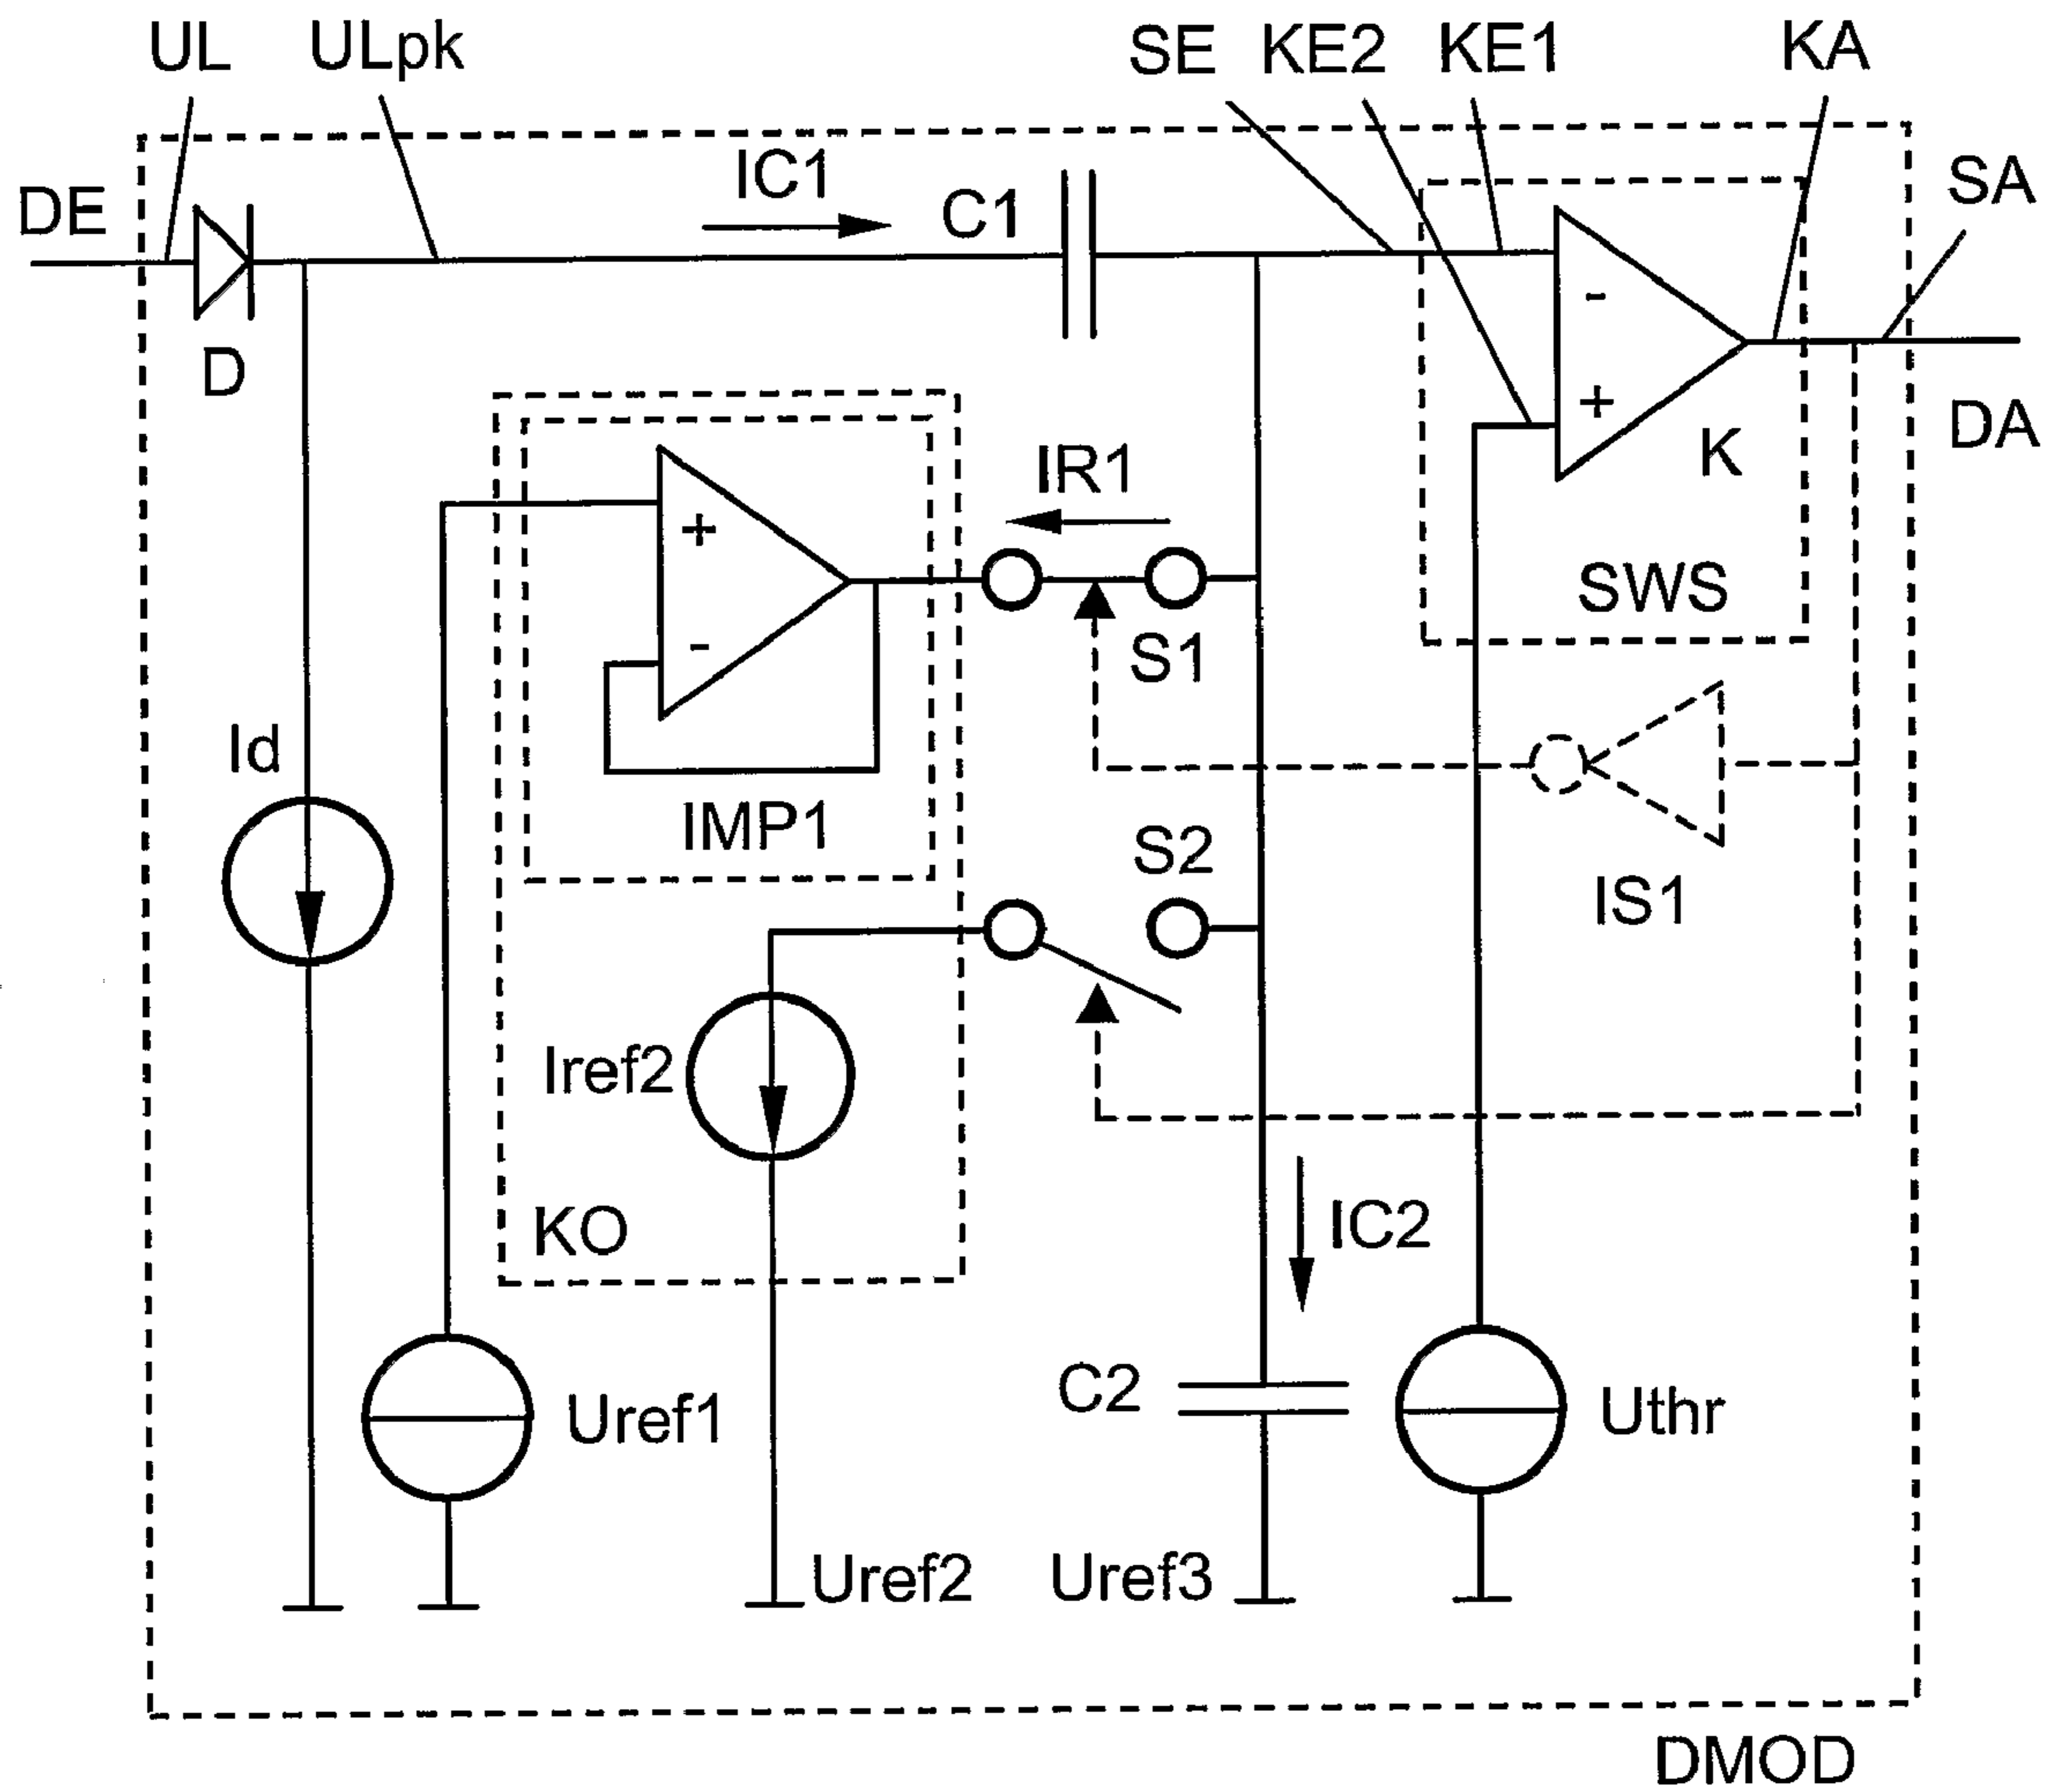 UL ULpk SE KE2 KE1 KA
IC1
SA
DE
C1
-
D
+
DA
IR1
K
+
SWS
-
S1
Id
IMP1
S2
IS1
Iref2
IC2
KO
C2
Uref1
Uthr
Uref2
Uref3
DMOD